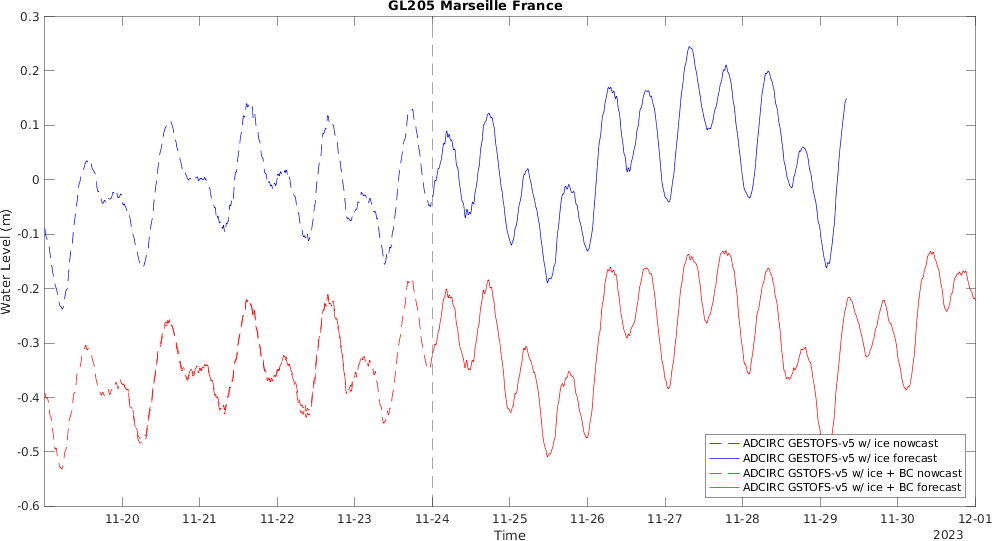 GL205 Marseille France
0.3
0.2
0.1
0
-0.1
-0.2
-0.3
-0.4
-0.5
-0.6
Water Level (m)
ADCIRC GESTOFS-v5 w/ ice nowcast
ADCIRC GESTOFS-v5 w/ ice forecast
ADCIRC GSTOFS-v5 w/ ice + BC nowcast
ADCIRC GSTOFS-v5 w/ ice + BC forecast
11-20 11-21 11-22 11-23 11-24 11-25 11-26 11-27 11-28 11-29 11-30 12-01
Time
2023